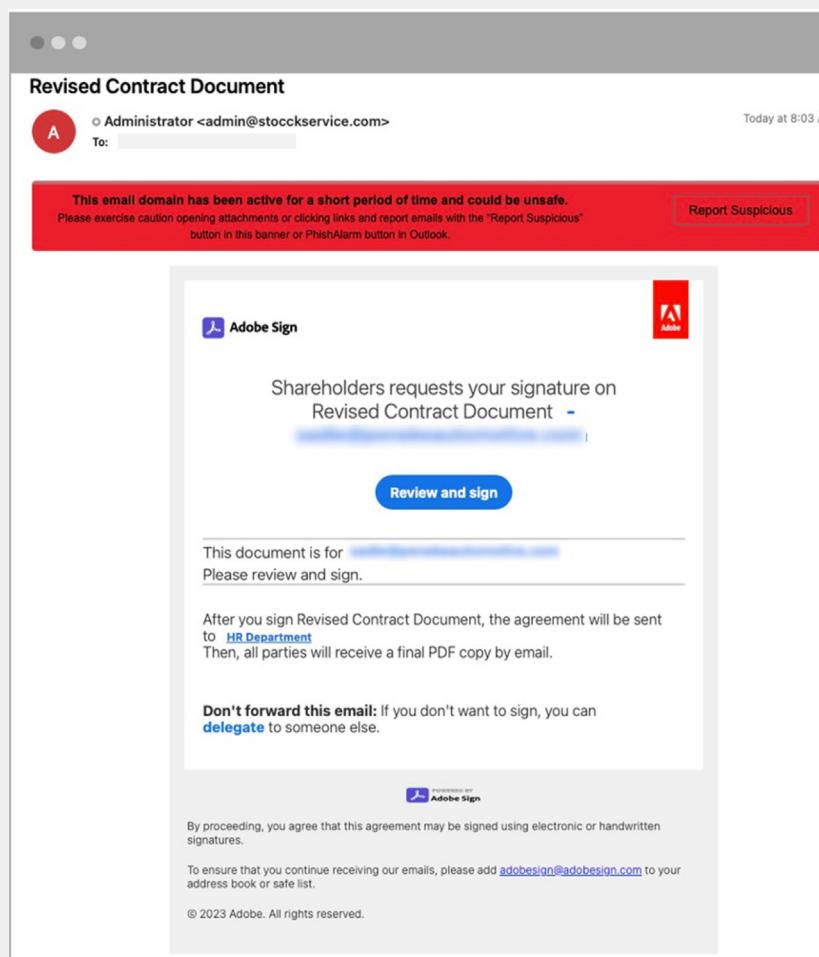 Revised Contract Document
A
Administrator <admin@stocckservice.com>
Today at 8:03
To:
This email domain has been active for a short period of time and could be unsafe.
Please exercise caution opening attachments or clicking links and report emails with the "Report Suspicious"
button in this banner or PhishAlarm button in Outlook.
Report Suspicious
Adobe
Adobe Sign
Shareholders requests your signature on
Revised Contract Document -
Review and sign
This document is for
Please review and sign.
After you sign Revised Contract Document, the agreement will be sent
to HR Department
Then, all parties will receive a final PDF copy by email.
Don't forward this email: If you don't want to sign, you can
delegate to someone else.
POWERED BY
Adobe Sign
By proceeding, you agree that this agreement may be signed using electronic or handwritten
signatures.
To ensure that you continue receiving our emails, please add adobesign@adobesign.com to your
address book or safe list.
© 2023 Adobe. All rights reserved.